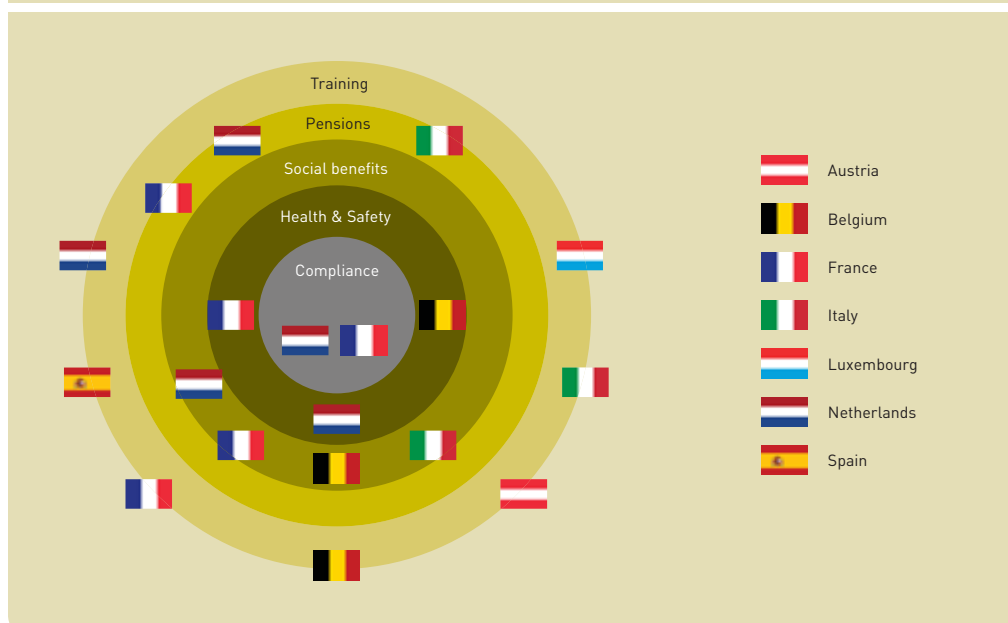 Training
Pensions
Social benefits
Health & Safety
Compliance
Austria
Belgium
France
Italy
Luxembourg
Netherlands
Spain